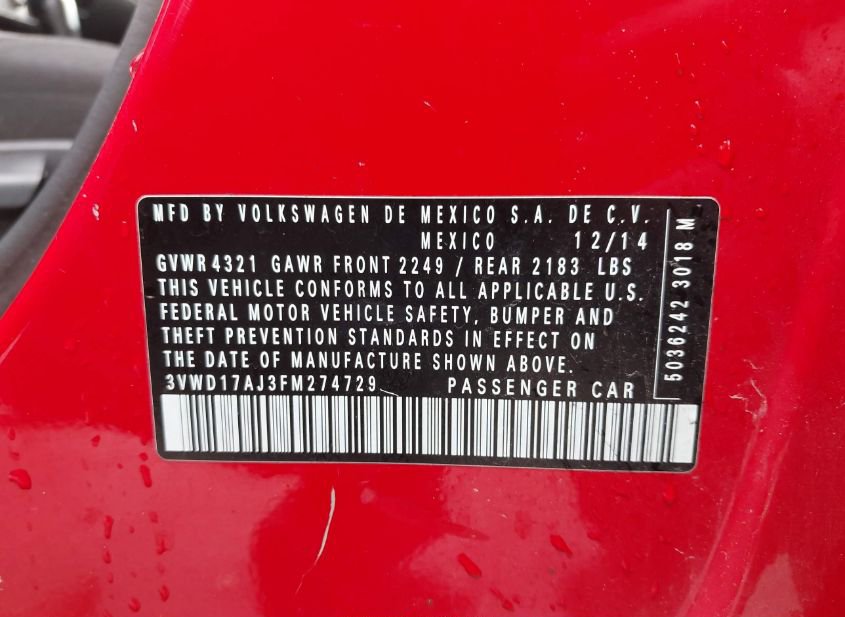 MFD BY VOLKSWAGEN DE MEXICO S.A. DE C.V.
MEXICO 12/14
GVWR 4321 GAWR FRONT 2249 / REAR 2183 LBS
THIS VEHICLE CONFORMS TO ALL APPLICABLE U.S.
FEDERAL MOTOR VEHICLE SAFETY, BUMPER AND
THEFT PREVENTION STANDARDS IN EFFECT ON
THE DATE OF MANUFACTURE SHOWN ABOVE.
3VWD17AJ3FM274729 PASSENGER CAR
5036242 3018 M